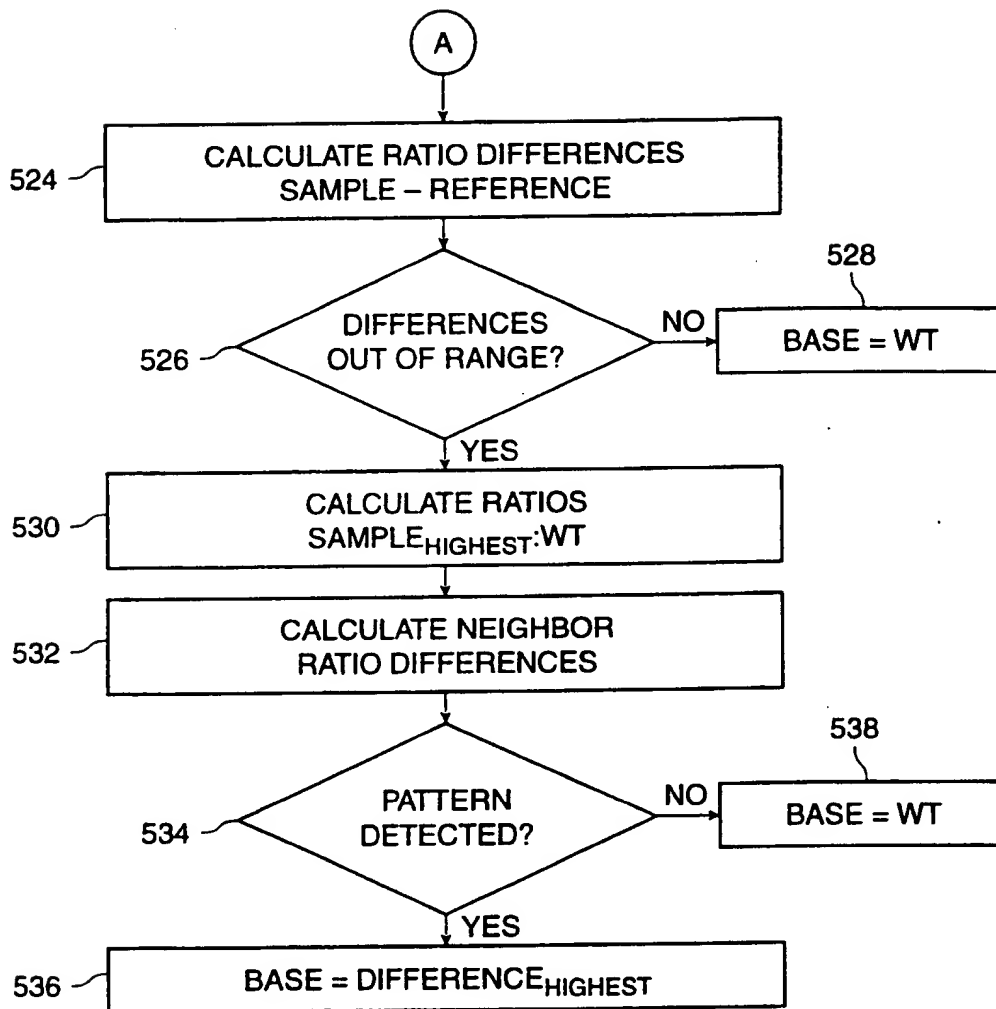 A
524
CALCULATE RATIO DIFFERENCES
SAMPLE – REFERENCE
526
DIFFERENCES
OUT OF RANGE?
NO
528
BASE = WT
YES
530
CALCULATE RATIOS
SAMPLEHIGHEST:WT
532
CALCULATE NEIGHBOR
RATIO DIFFERENCES
534
PATTERN
DETECTED?
NO
538
BASE = WT
YES
536
BASE = DIFFERENCEHIGHEST